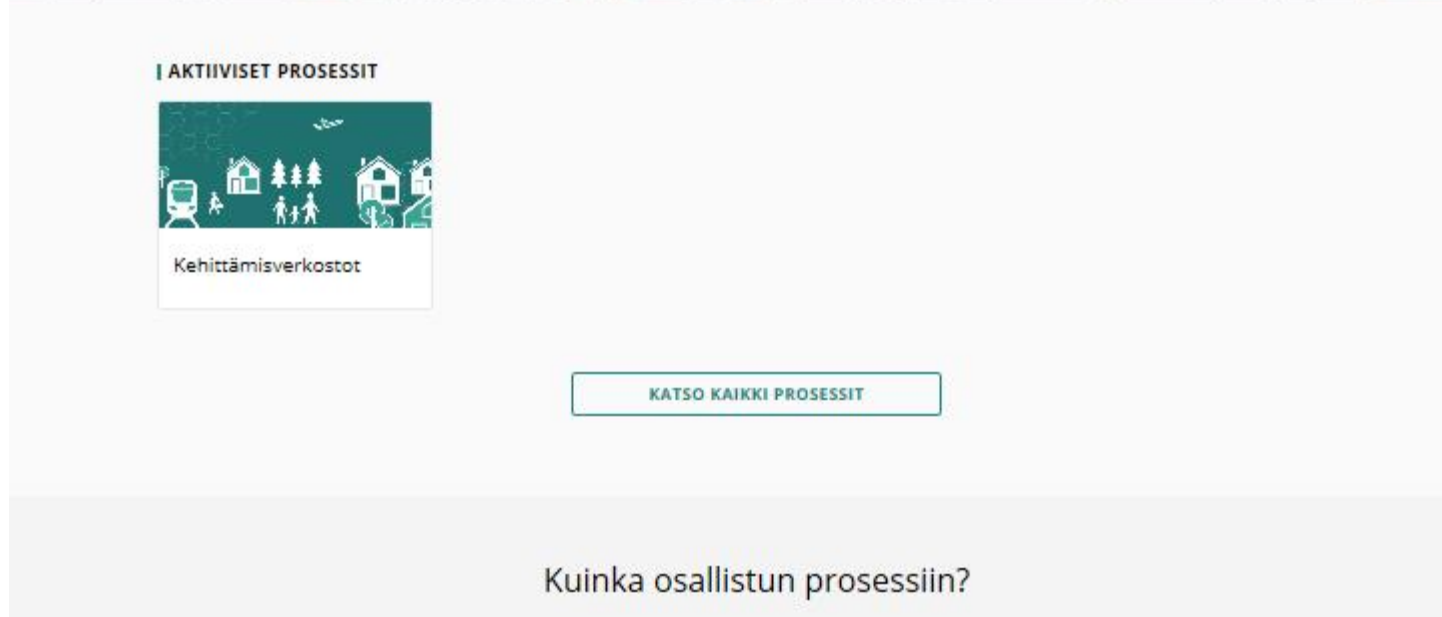 AKTIIVISET PROSESSIT
Kehittämisverkostot
KATSO KAIKKI PROSESSIT
Kuinka osallistun prosessiin?